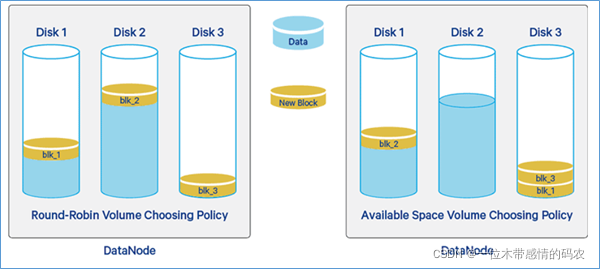 Disk 1 Disk 2 Disk 3
blk_2
blk_1
blk_3
Round-Robin Volume Choosing Policy
DataNode
Data
New Block
Disk 1 Disk 2 Disk 3
blk_2
blk_3
blk_1
Available Space Volume Choosing Policy
DataNode
CSDN @一位木带感情的码农